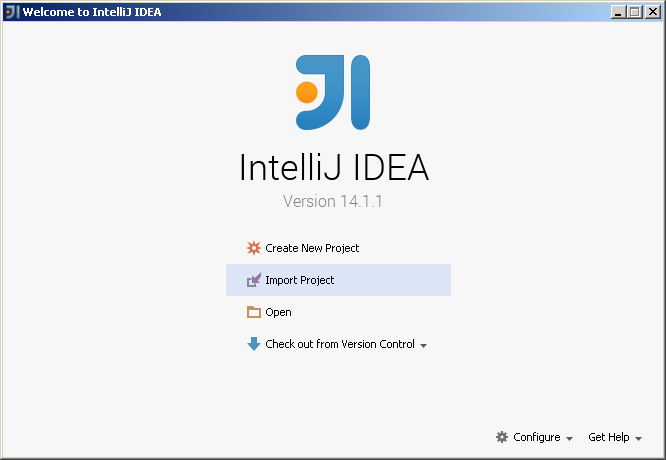 Welcome to IntelliJ IDEA
IntelliJ IDEA
Version 14.1.1
Create New Project
Import Project
Open
Check out from Version Control
Configure Get Help